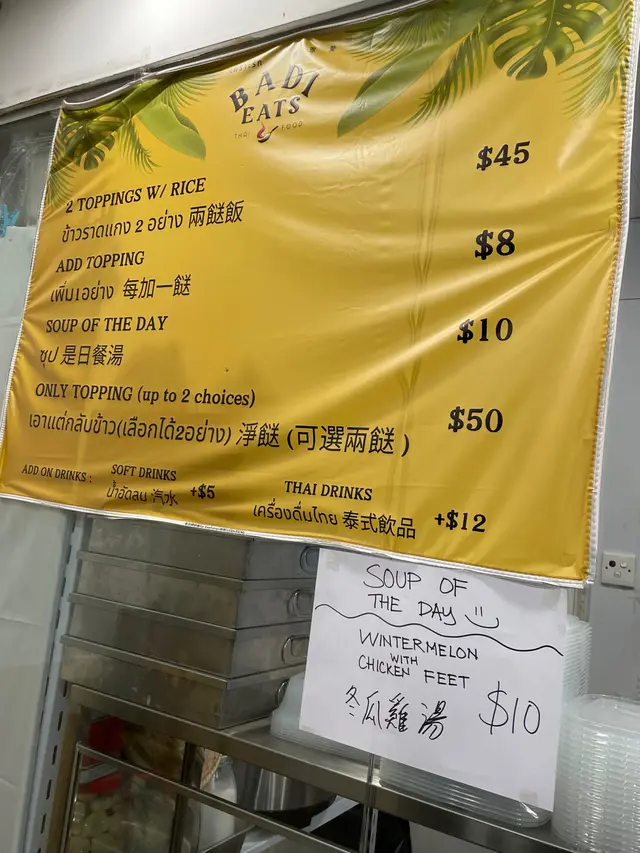 BADI
EATS
THAI FOOD
2 TOPPINGS W/ RICE $45
ข้าวราดแกง 2 อย่าง 兩餸飯
ADD TOPPING $8
เพิ่ม1อย่าง 每加一餸
SOUP OF THE DAY $10
ซุป 是日餐湯
ONLY TOPPING (up to 2 choices) $50
เอาแต่กลับข้าว(เลือกได้2อย่าง) 淨餸 (可選兩餸)
ADD ON DRINKS : SOFT DRINKS +$5
น้ำอัดลม 汽水
THAI DRINKS +$12
เครื่องดื่มไทย 泰式飲品
SOUP OF
THE DAY
WINTERMELON
WITH
CHICKEN FEET
冬瓜雞湯 $10